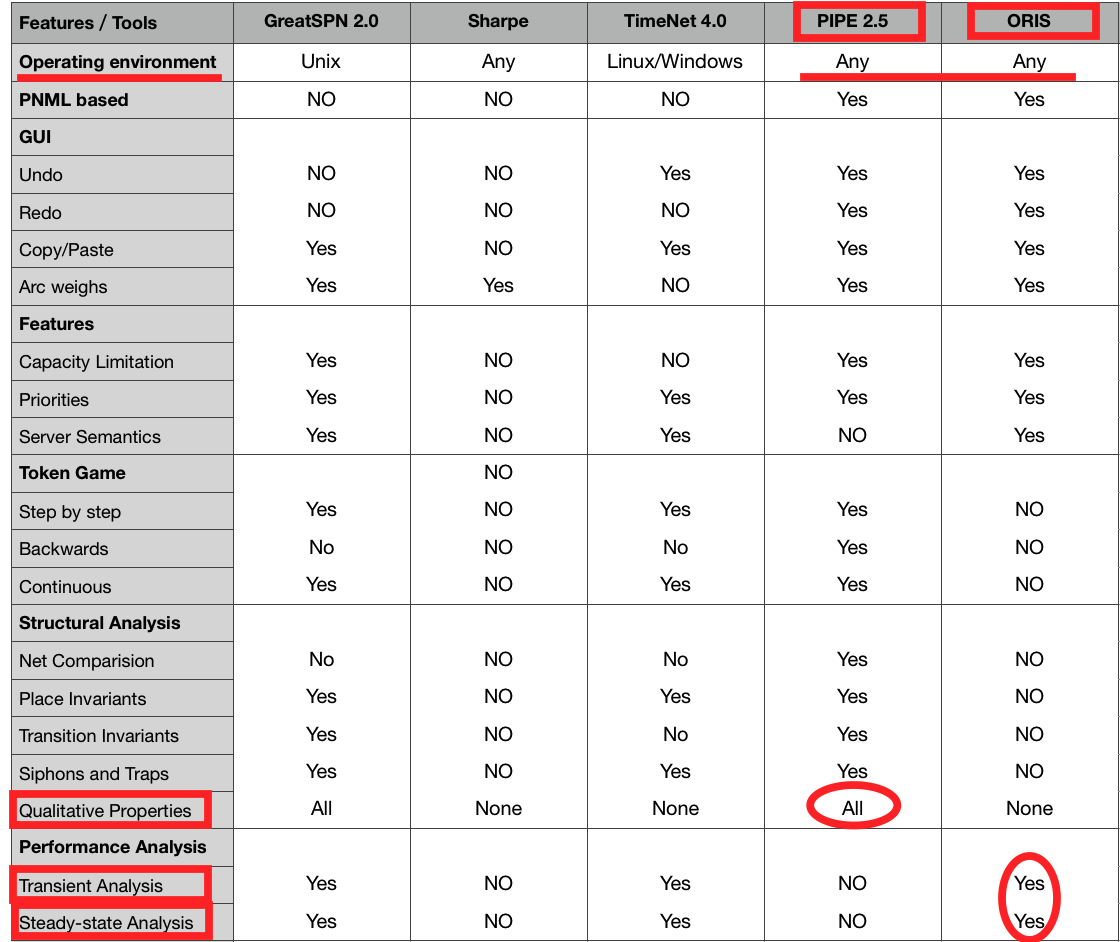 Features / Tools GreatSPN 2.0 Sharpe TimeNet 4.0 PIPE 2.5 ORIS
Operating environment Unix Any Linux/Windows Any Any
PNML based NO NO NO Yes Yes
GUI
Undo NO NO Yes Yes Yes
Redo NO NO NO Yes Yes
Copy/Paste Yes NO Yes Yes Yes
Arc weighs Yes Yes NO Yes Yes
Features
Capacity Limitation Yes NO NO Yes Yes
Priorities Yes NO Yes Yes Yes
Server Semantics Yes NO Yes NO Yes
Token Game NO
Step by step Yes NO Yes Yes NO
Backwards No NO No Yes NO
Continuous Yes NO Yes Yes NO
Structural Analysis
Net Comparision No NO No Yes NO
Place Invariants Yes NO Yes Yes NO
Transition Invariants Yes NO No Yes NO
Siphons and Traps Yes NO Yes Yes NO
Qualitative Properties All None None All None
Performance Analysis
Transient Analysis Yes NO Yes NO Yes
Steady-state Analysis Yes NO Yes NO Yes